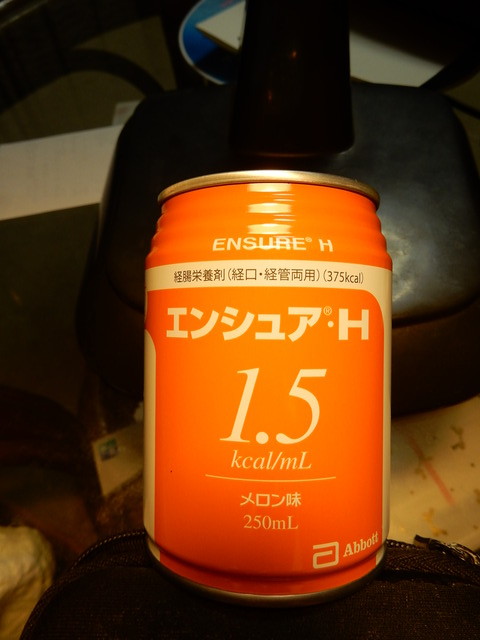 ENSURE® H
経腸栄養剤(経口・経管両用)(375kcal)
エンシュア®・H
1.5
kcal/mL
メロン味
250mL
Abbott